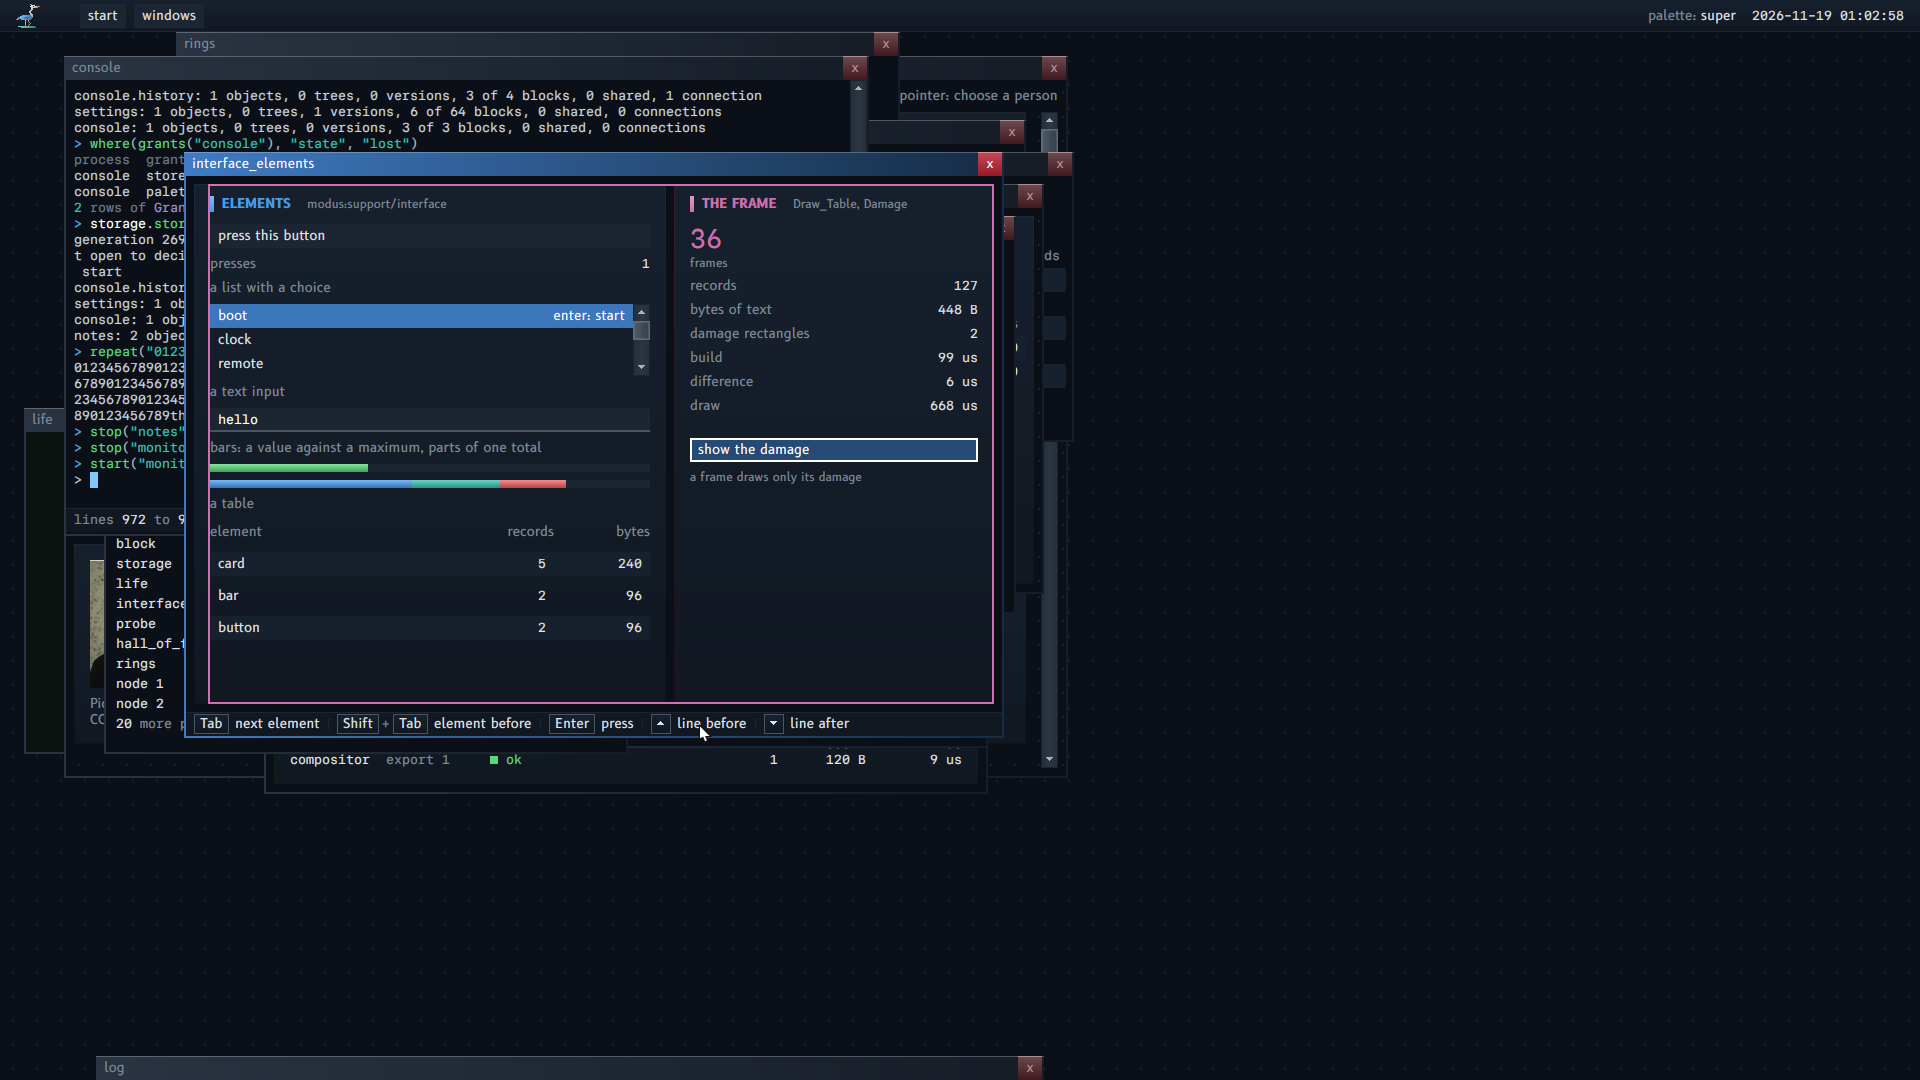 start windows palette: super 2026-11-19 01:02:58
rings x
console x
x
console.history: 1 objects, 0 trees, 0 versions, 3 of 4 blocks, 0 shared, 1 connection
pointer: choose a person
settings: 1 objects, 0 trees, 1 versions, 6 of 64 blocks, 0 shared, 0 connections
console: 1 objects, 0 trees, 0 versions, 3 of 3 blocks, 0 shared, 0 connections
x
> where(grants("console"), "state", "lost")
process grant
console store
console palet
2 rows of Gran
> storage.stor
generation 269
t open to deci
start
console.histor
settings: 1 ob
console: 1 obj
notes: 2 objec
> repeat("0123
01234567890123
67890123456789
23456789012345
890123456789th
> stop("notes"
> stop("monito
> start("monit
>
lines 972 to 9
interface_elements x
x
x
ELEMENTS modus:support/interface
press this button
presses 1
a list with a choice
boot enter: start
clock
remote
a text input
hello
bars: a value against a maximum, parts of one total
a table
element records bytes
card 5 240
bar 2 96
button 2 96
THE FRAME Draw_Table, Damage
36
frames
records 127
bytes of text 448 B
damage rectangles 2
build 99 us
difference 6 us
draw 668 us
show the damage
a frame draws only its damage
Tab next element Shift + Tab element before Enter press line before line after
ds
life
block
storage
life
interface
probe
hall_of_
rings
node 1
node 2
20 more
compositor export 1 ok 1 120 B 9 us
log x